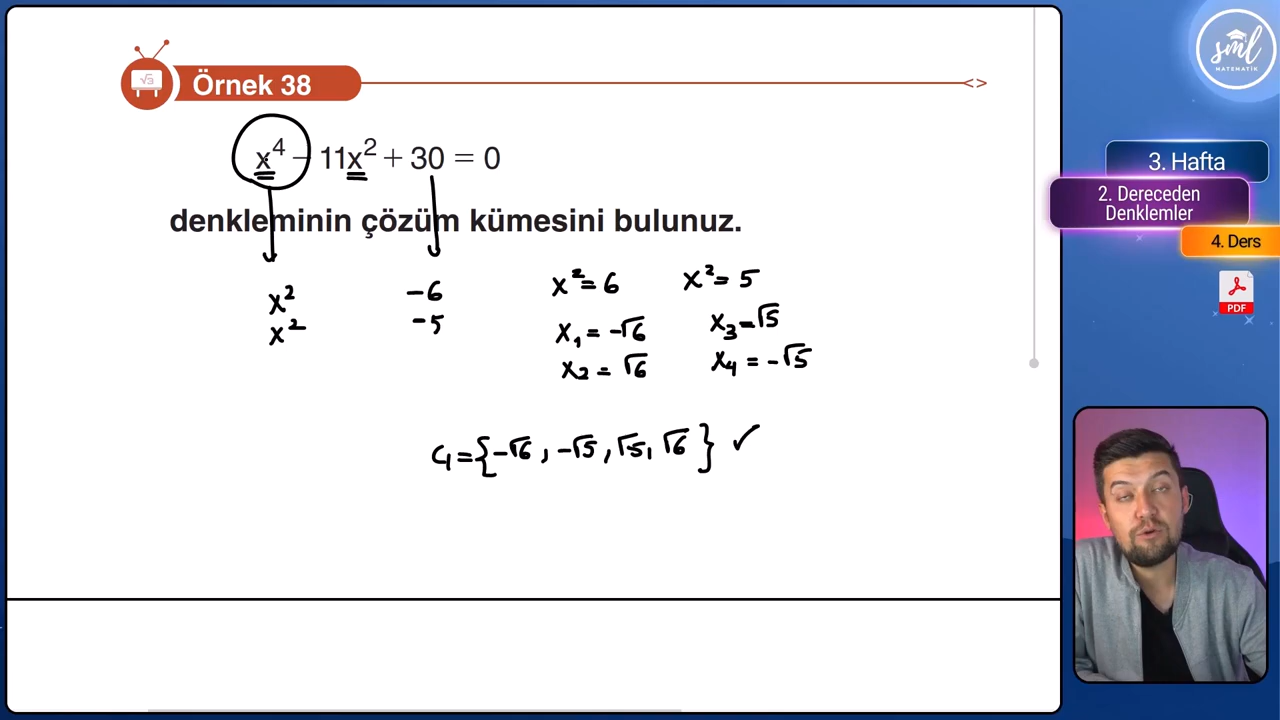 √3
Örnek 38
<>
x⁴ − 11x² + 30 = 0
denkleminin çözüm kümesini bulunuz.
x² −6
x² −5
x² = 6 x² = 5
x₁ = −√6 x₃ = √5
x₂ = √6 x₄ = −√5
Ç = {−√6, −√5, √5, √6} ✓
sml
MATEMATİK
3. Hafta
2. Dereceden
Denklemler
4. Ders
PDF